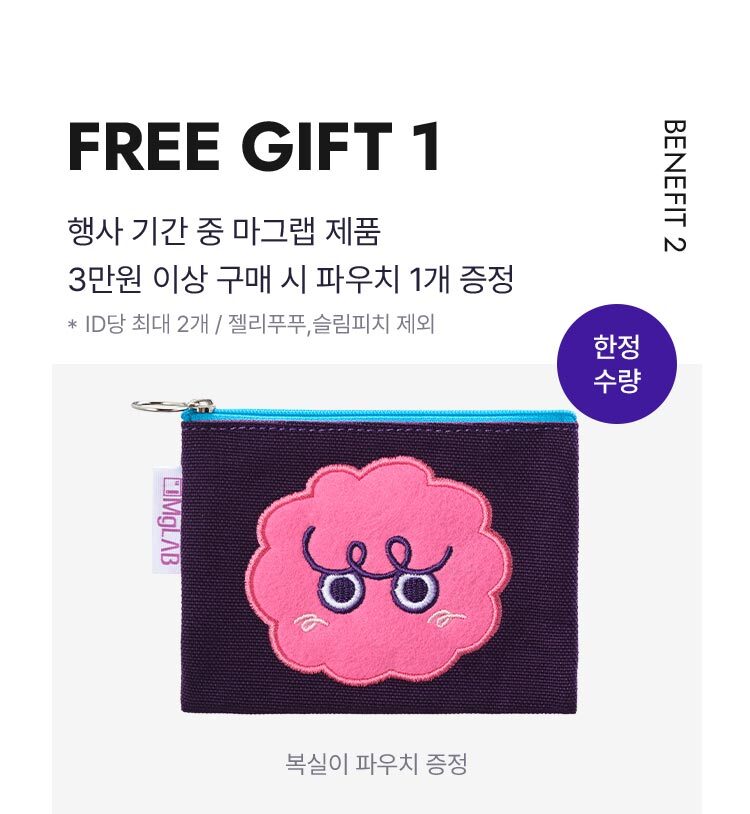 FREE GIFT 1
BENEFIT 2
행사 기간 중 마그랩 제품
3만원 이상 구매 시 파우치 1개 증정
* ID당 최대 2개 / 젤리푸푸,슬림피치 제외
한정
수량
MgLAB
복실이 파우치 증정